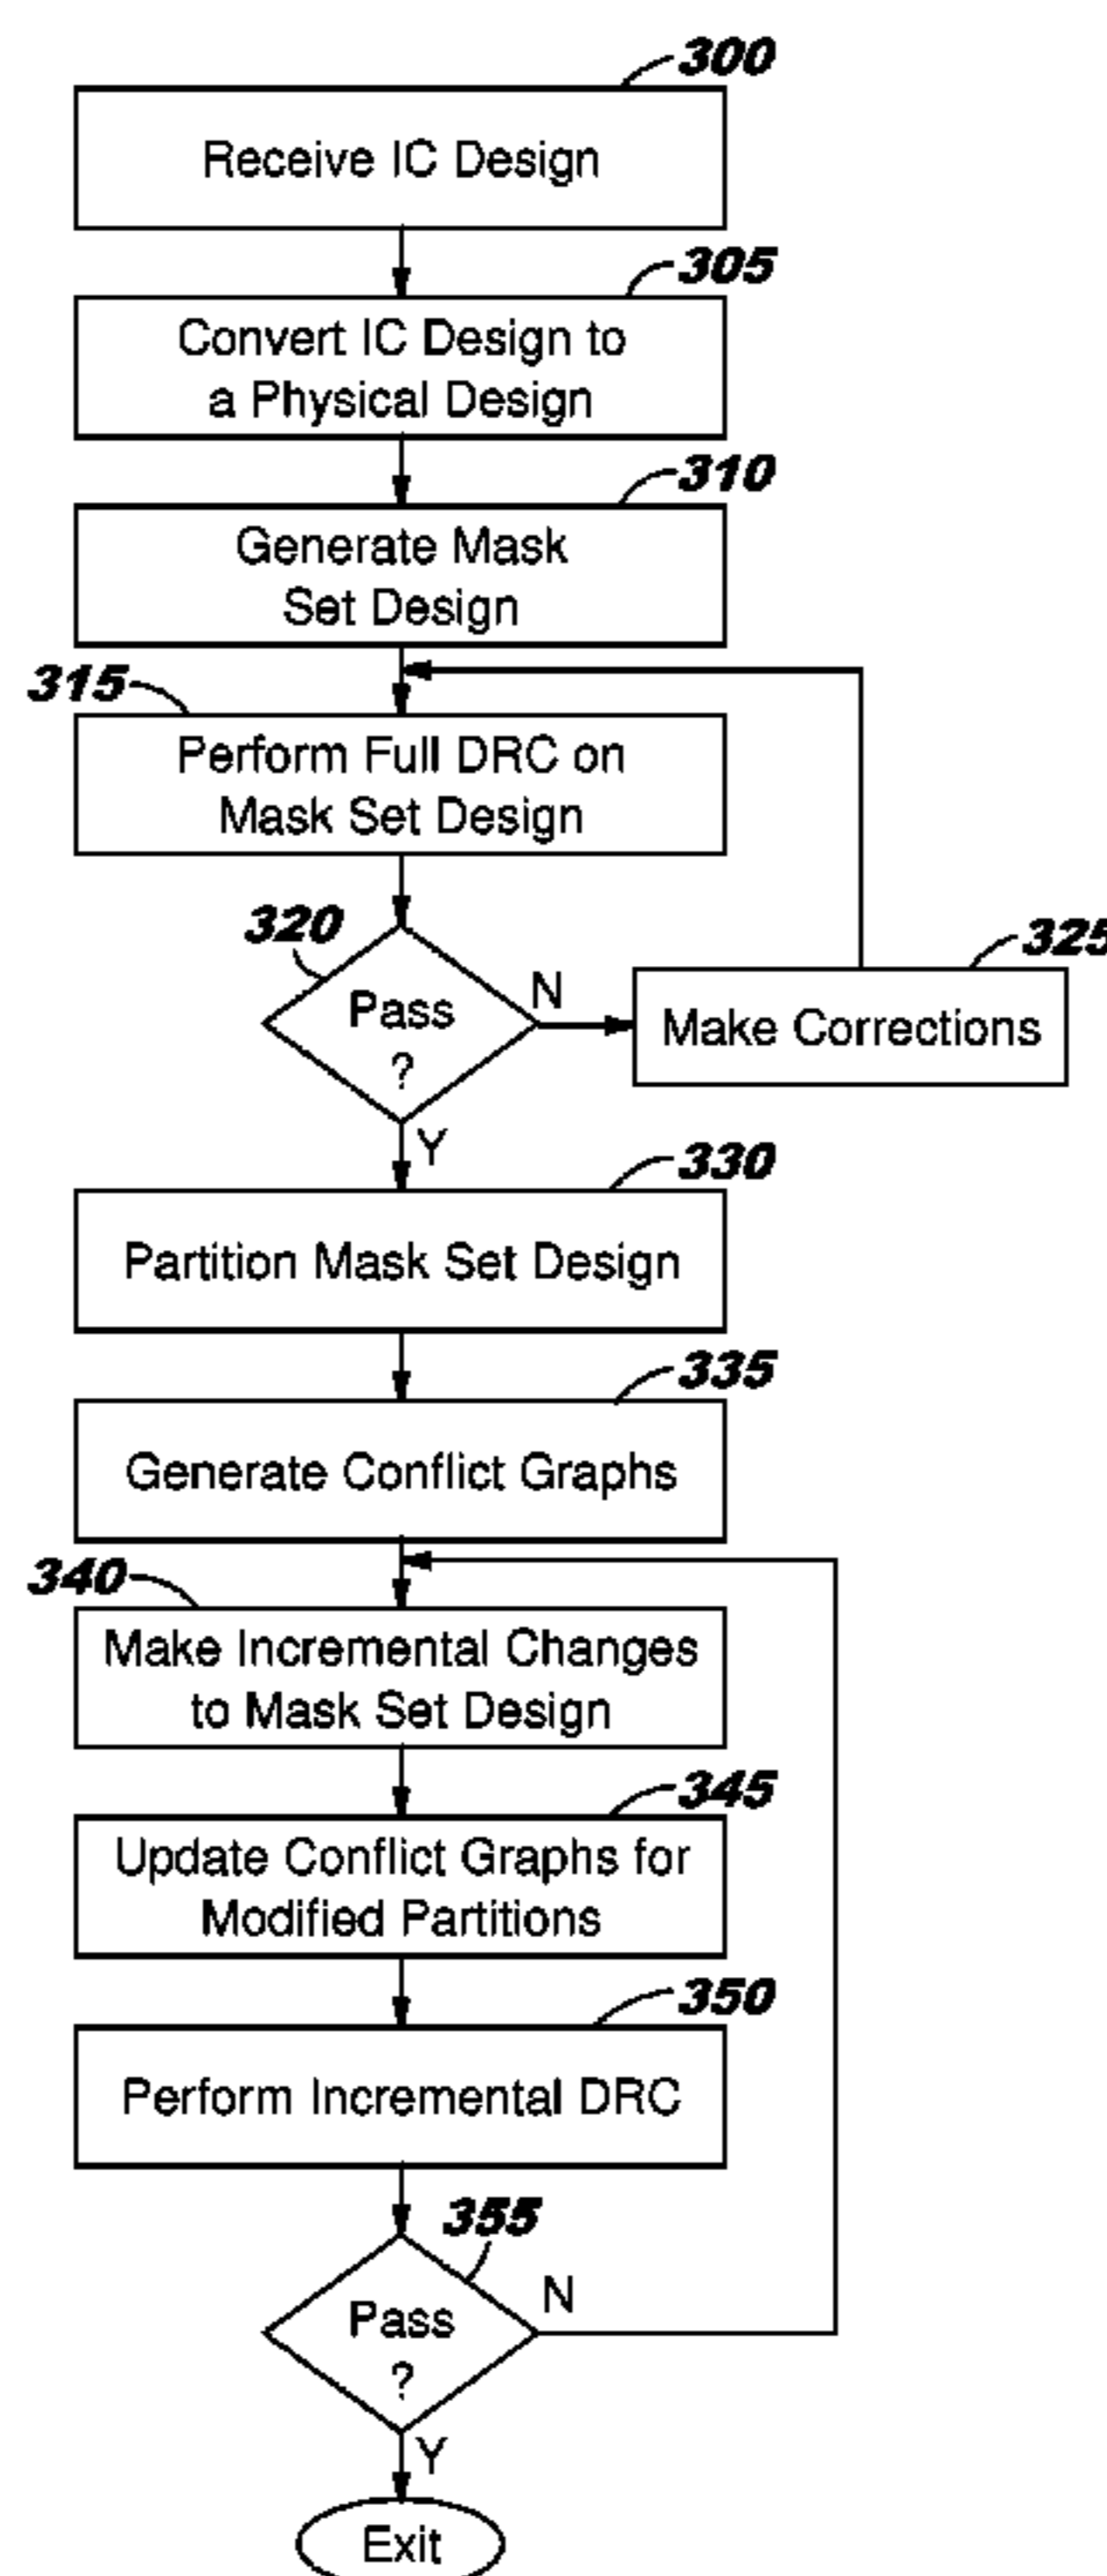 300
Receive IC Design
305
Convert IC Design to
a Physical Design
310
Generate Mask
Set Design
315
Perform Full DRC on
Mask Set Design
320
Pass
?
N
325
Make Corrections
Y
330
Partition Mask Set Design
335
Generate Conflict Graphs
340
Make Incremental Changes
to Mask Set Design
345
Update Conflict Graphs for
Modified Partitions
350
Perform Incremental DRC
355
Pass
?
N
Y
Exit